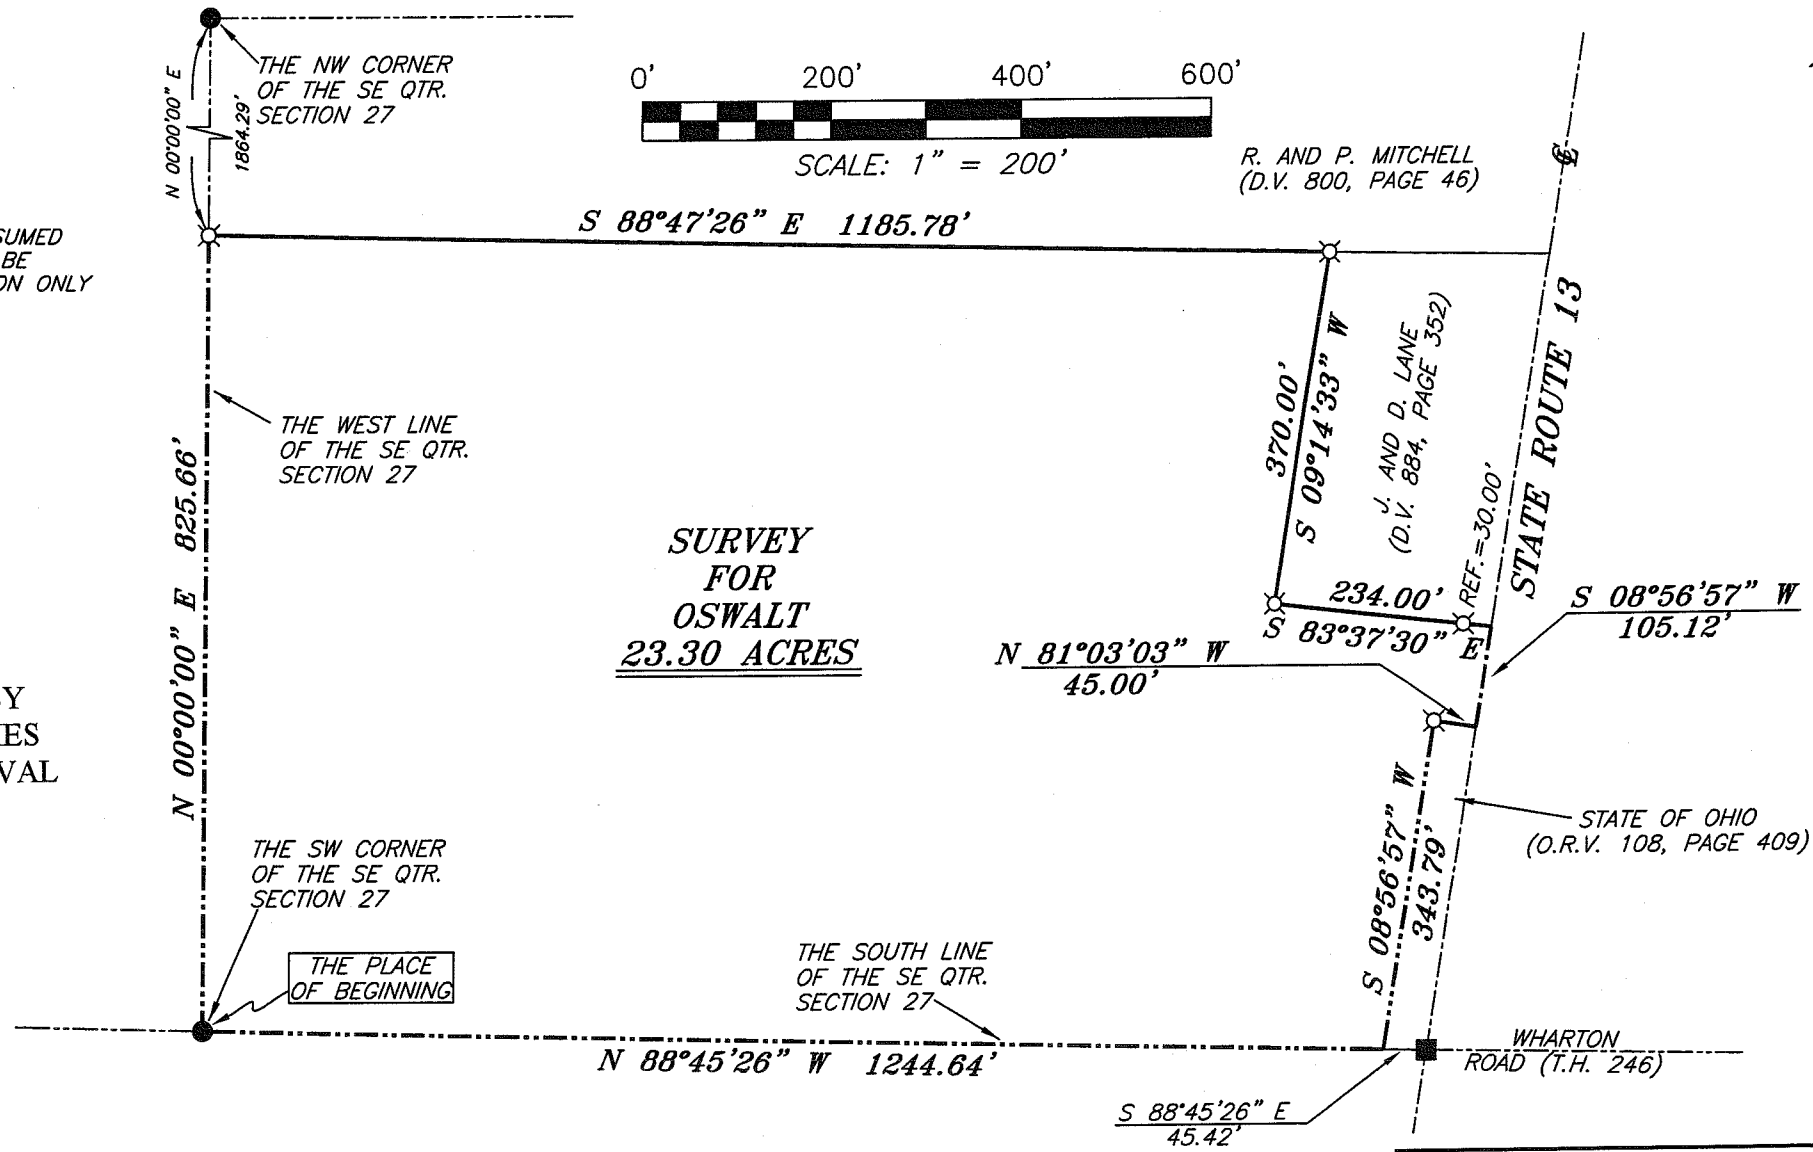 THE NW CORNER
OF THE SE QTR.
SECTION 27
N 00°00'00" E
1864.29'
0' 200' 400' 600'
SCALE: 1" = 200'
R. AND P. MITCHELL
(D.V. 800, PAGE 46)
℄
SUMED
BE
ON ONLY
S 88°47'26" E 1185.78'
THE WEST LINE
OF THE SE QTR.
SECTION 27
N 00°00'00" E 825.66'
370.00'
S 09°14'33" W
J. AND D. LANE
(D.V. 884, PAGE 352)
REF.=30.00'
STATE ROUTE 13
SURVEY
FOR
OSWALT
23.30 ACRES
234.00'
S 83°37'30" E
S 08°56'57" W
105.12'
N 81°03'03" W
45.00'
ES
VAL
S 08°56'57" W
343.79'
STATE OF OHIO
(O.R.V. 108, PAGE 409)
THE SW CORNER
OF THE SE QTR.
SECTION 27
THE PLACE
OF BEGINNING
THE SOUTH LINE
OF THE SE QTR.
SECTION 27
N 88°45'26" W 1244.64'
WHARTON
ROAD (T.H. 246)
S 88°45'26" E
45.42'